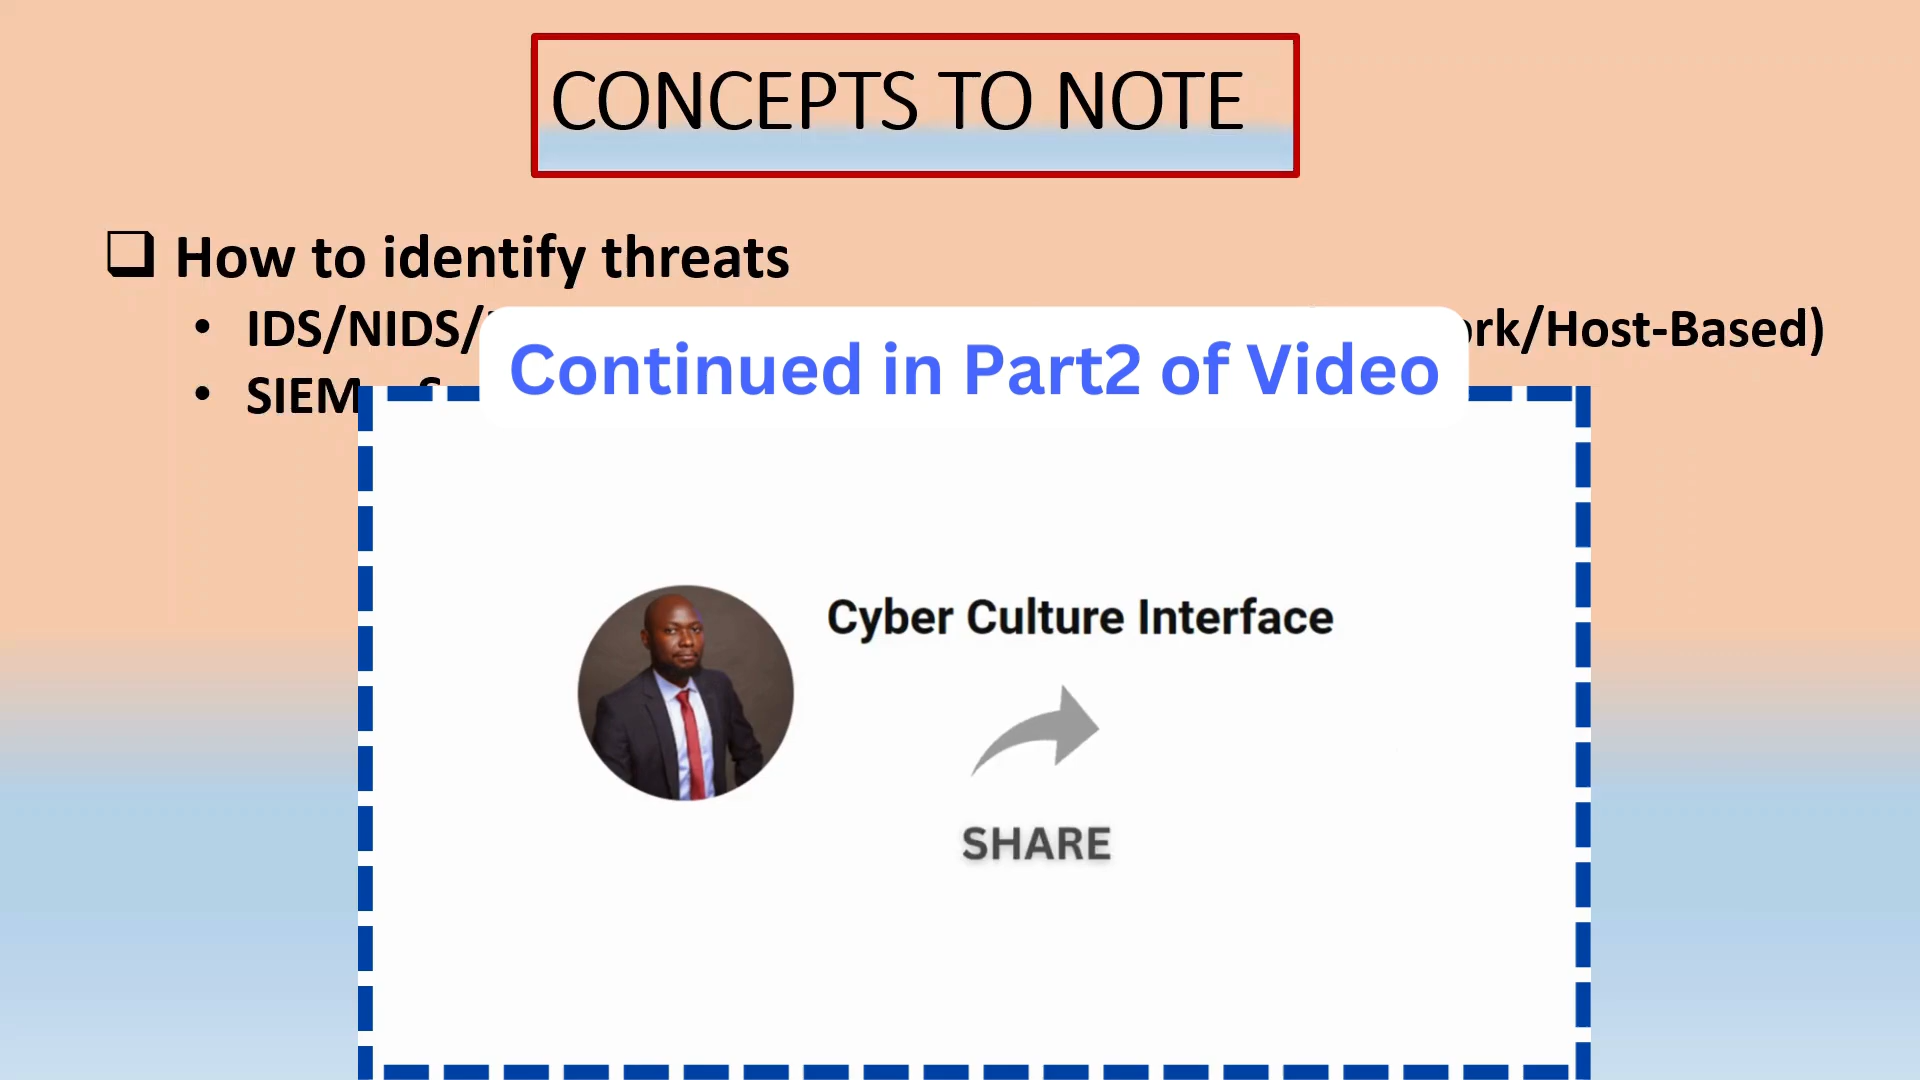 CONCEPTS TO NOTE
How to identify threats
• IDS/NIDS/ /Host-Based)
Continued in Part2 of Video
• SIEM
Cyber Culture Interface
SHARE